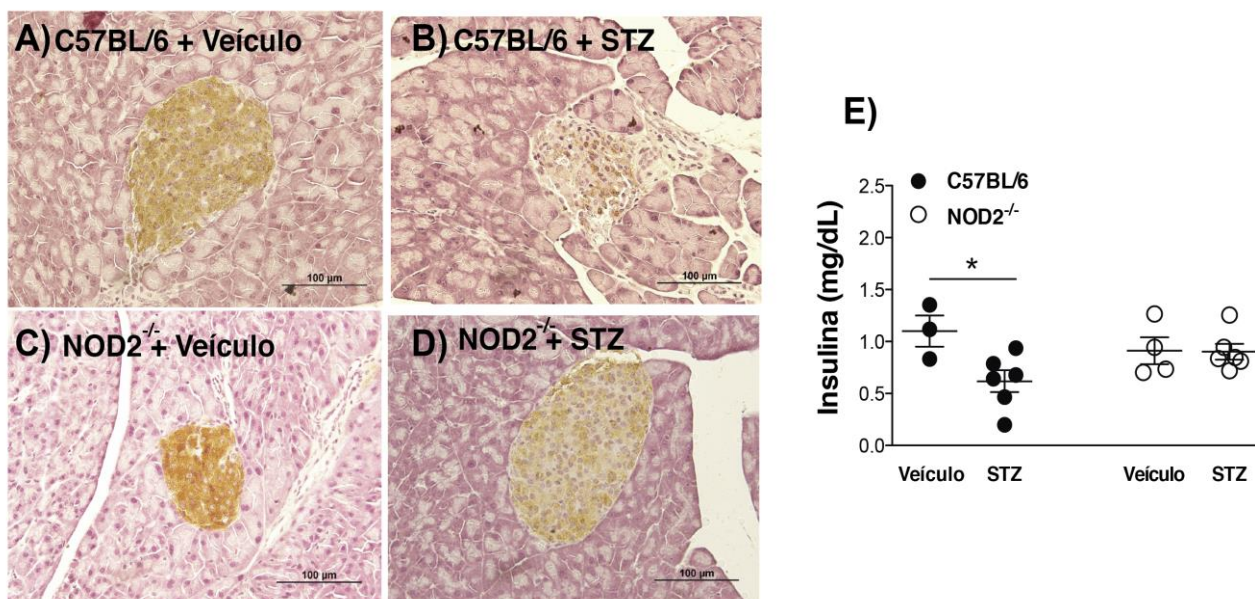 A) C57BL/6 + Veículo
100 µm
B) C57BL/6 + STZ
100 µm
C) NOD2-/-+ Veículo
100 µm
D) NOD2-/-+ STZ
100 µm
E)
C57BL/6
NOD2-/-
Insulina (mg/dL)
2.5
2.0
1.5
1.0
0.5
0.0
*
Veículo STZ Veículo STZ